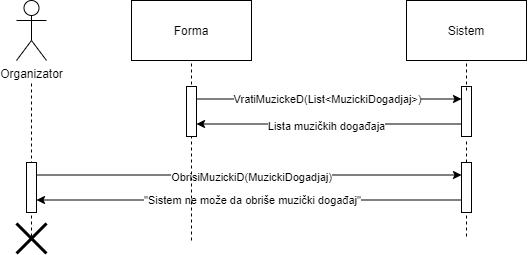 Forma
Sistem
Organizator
VratiMuzickeD(List<MuzickiDogadjaj>)
Lista muzičkih događaja
ObrisiMuzickiD(MuzickiDogadjaj)
"Sistem ne može da obriše muzički događaj"